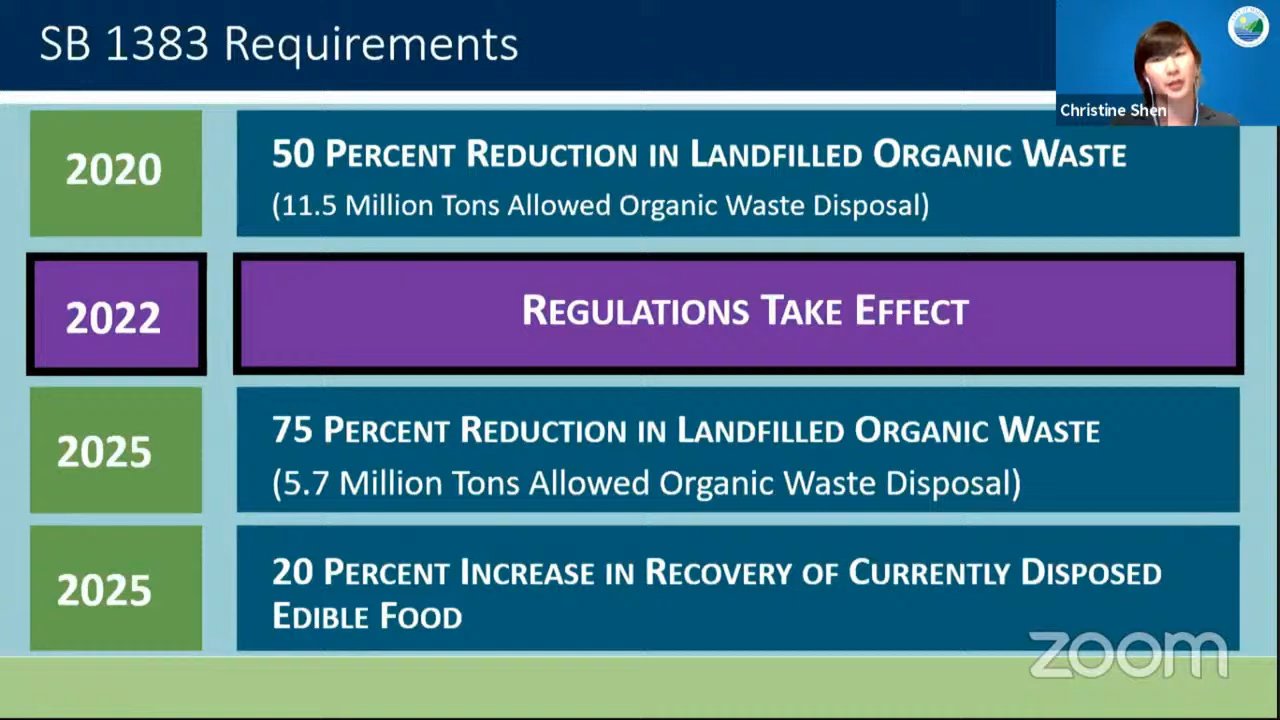 SB 1383 Requirements
Christine Shen
2020
50 PERCENT REDUCTION IN LANDFILLED ORGANIC WASTE
(11.5 Million Tons Allowed Organic Waste Disposal)
2022
REGULATIONS TAKE EFFECT
2025
75 PERCENT REDUCTION IN LANDFILLED ORGANIC WASTE
(5.7 Million Tons Allowed Organic Waste Disposal)
2025
20 PERCENT INCREASE IN RECOVERY OF CURRENTLY DISPOSED
EDIBLE FOOD
zoom